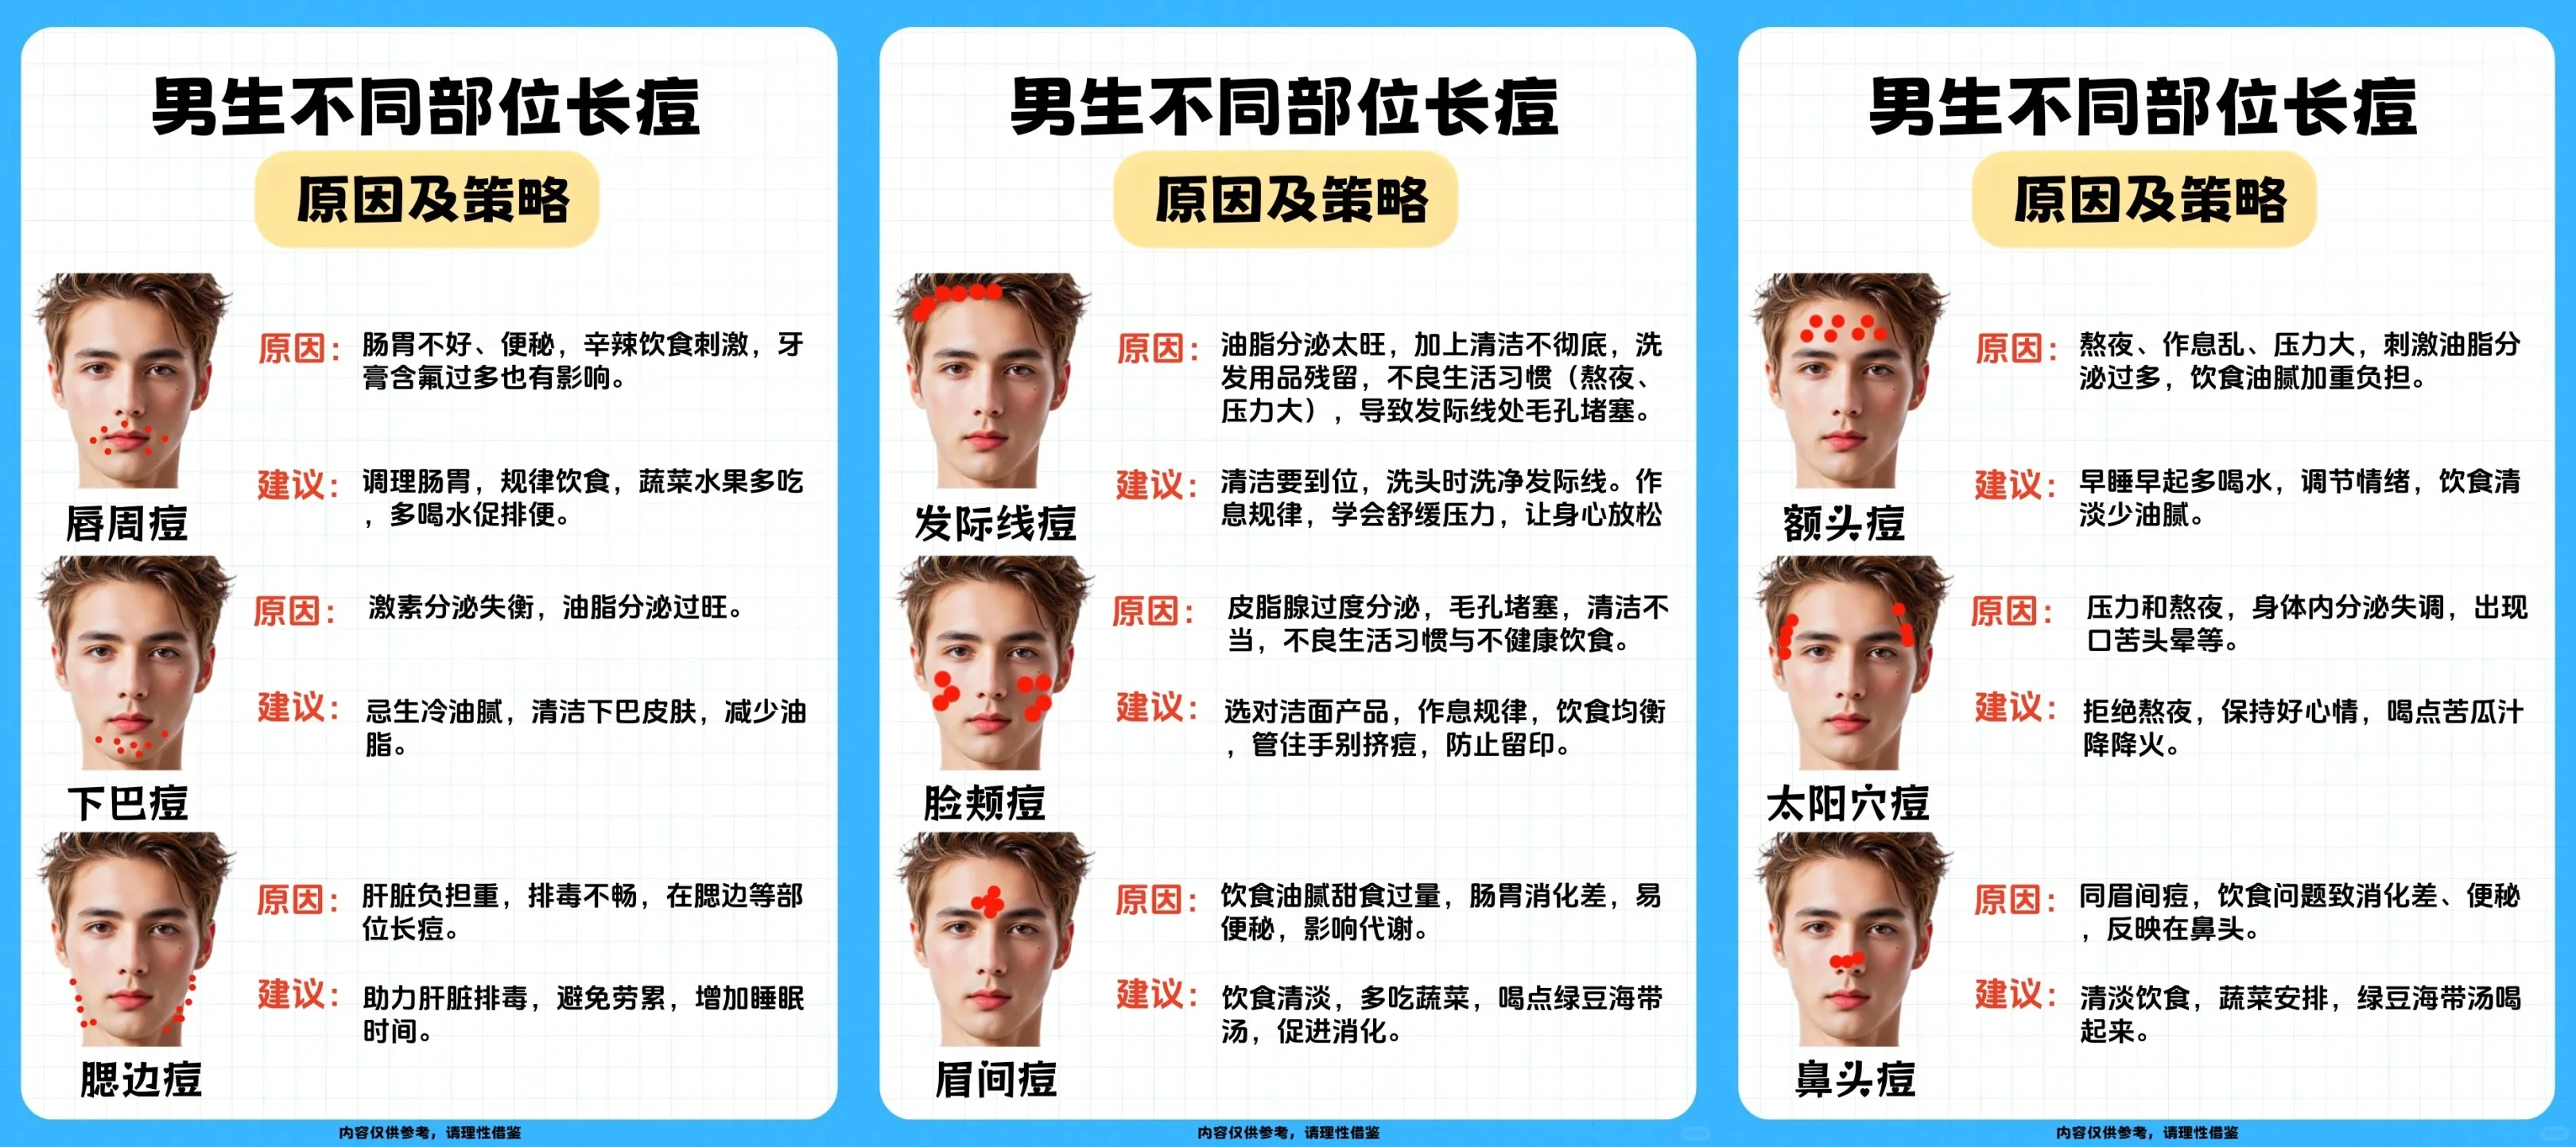 男生不同部位长痘
原因及策略
原因：
肠胃不好、便秘，辛辣饮食刺激，牙
膏含氟过多也有影响。
建议：
调理肠胃，规律饮食，蔬菜水果多吃
，多喝水促排便。
唇周痘
原因：
激素分泌失衡，油脂分泌过旺。
建议：
忌生冷油腻，清洁下巴皮肤，减少油
脂。
下巴痘
原因：
肝脏负担重，排毒不畅，在腮边等部
位长痘。
建议：
助力肝脏排毒，避免劳累，增加睡眠
时间。
腮边痘
内容仅供参考，请理性借鉴
男生不同部位长痘
原因及策略
原因：
油脂分泌太旺，加上清洁不彻底，洗
发用品残留，不良生活习惯（熬夜、
压力大），导致发际线处毛孔堵塞。
建议：
清洁要到位，洗头时洗净发际线。作
息规律，学会舒缓压力，让身心放松
发际线痘
原因：
皮脂腺过度分泌，毛孔堵塞，清洁不
当，不良生活习惯与不健康饮食。
建议：
选对洁面产品，作息规律，饮食均衡
，管住手别挤痘，防止留印。
脸颊痘
原因：
饮食油腻甜食过量，肠胃消化差，易
便秘，影响代谢。
建议：
饮食清淡，多吃蔬菜，喝点绿豆海带
汤，促进消化。
眉间痘
内容仅供参考，请理性借鉴
男生不同部位长痘
原因及策略
原因：
熬夜、作息乱、压力大，刺激油脂分
泌过多，饮食油腻加重负担。
建议：
早睡早起多喝水，调节情绪，饮食清
淡少油腻。
额头痘
原因：
压力和熬夜，身体内分泌失调，出现
口苦头晕等。
建议：
拒绝熬夜，保持好心情，喝点苦瓜汁
降降火。
太阳穴痘
原因：
同眉间痘，饮食问题致消化差、便秘
，反映在鼻头。
建议：
清淡饮食，蔬菜安排，绿豆海带汤喝
起来。
鼻头痘
内容仅供参考，请理性借鉴